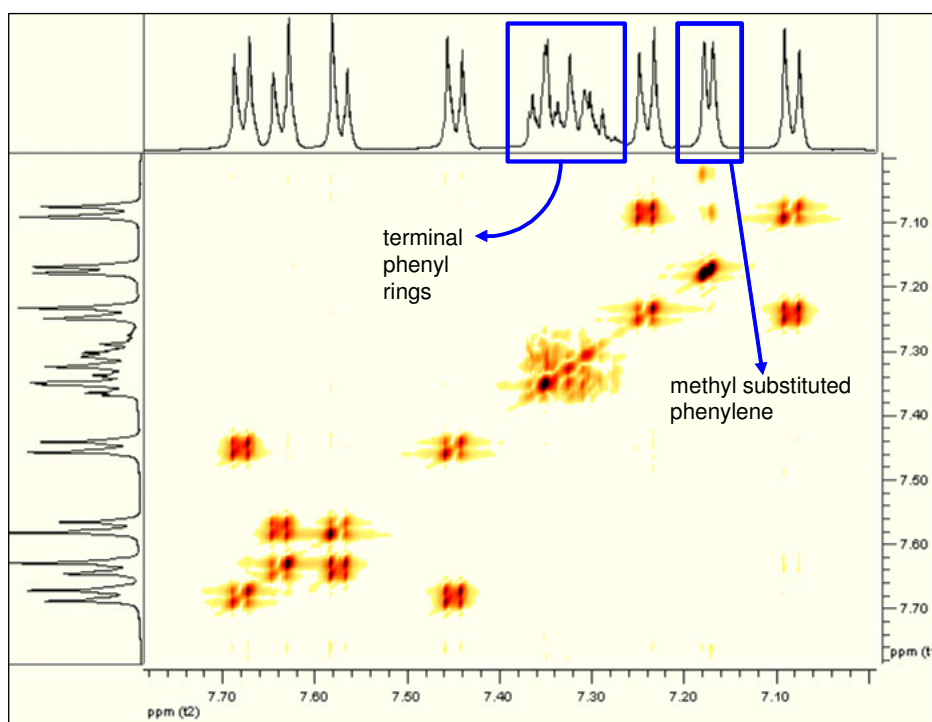 terminal
phenyl
rings
methyl substituted
phenylene
7.10
7.20
7.30
7.40
7.50
7.60
7.70
ppm (t
7.70
7.60
7.50
7.40
7.30
7.20
7.10
ppm (t2)